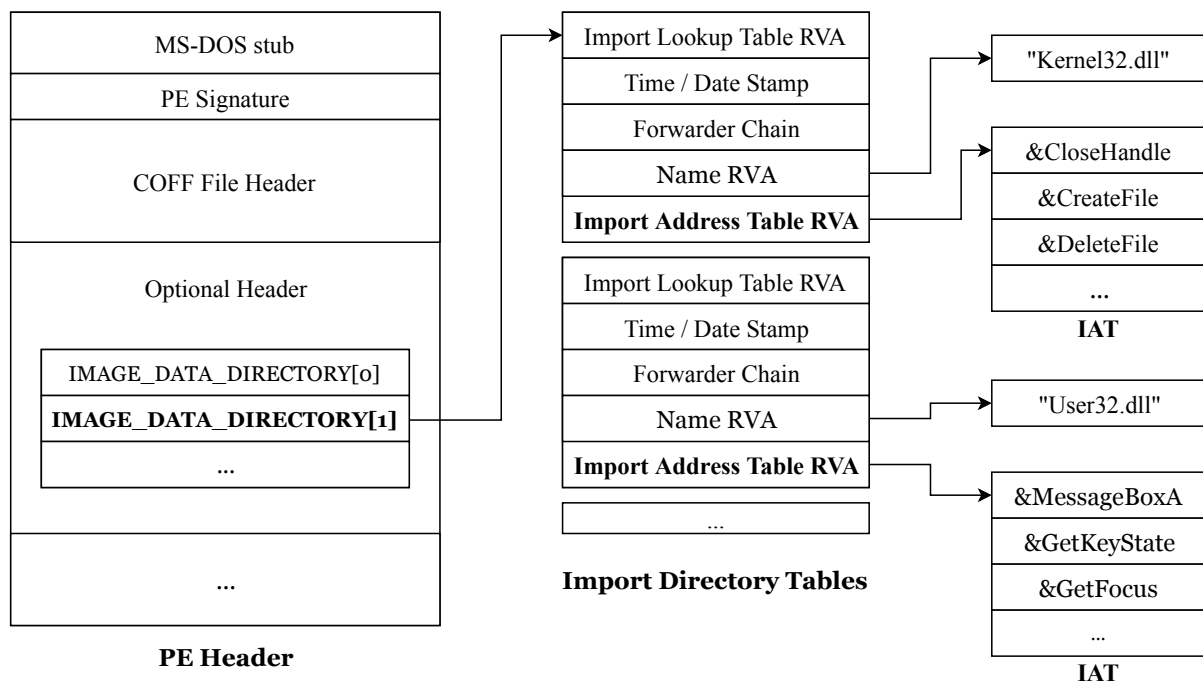 MS-DOS stub
PE Signature
COFF File Header
Optional Header
IMAGE_DATA_DIRECTORY[0]
IMAGE_DATA_DIRECTORY[1]
...
...
PE Header
Import Lookup Table RVA
Time / Date Stamp
Forwarder Chain
Name RVA
Import Address Table RVA
Import Lookup Table RVA
Time / Date Stamp
Forwarder Chain
Name RVA
Import Address Table RVA
...
Import Directory Tables
"Kernel32.dll"
&CloseHandle
&CreateFile
&DeleteFile
...
IAT
"User32.dll"
&MessageBoxA
&GetKeyState
&GetFocus
...
IAT